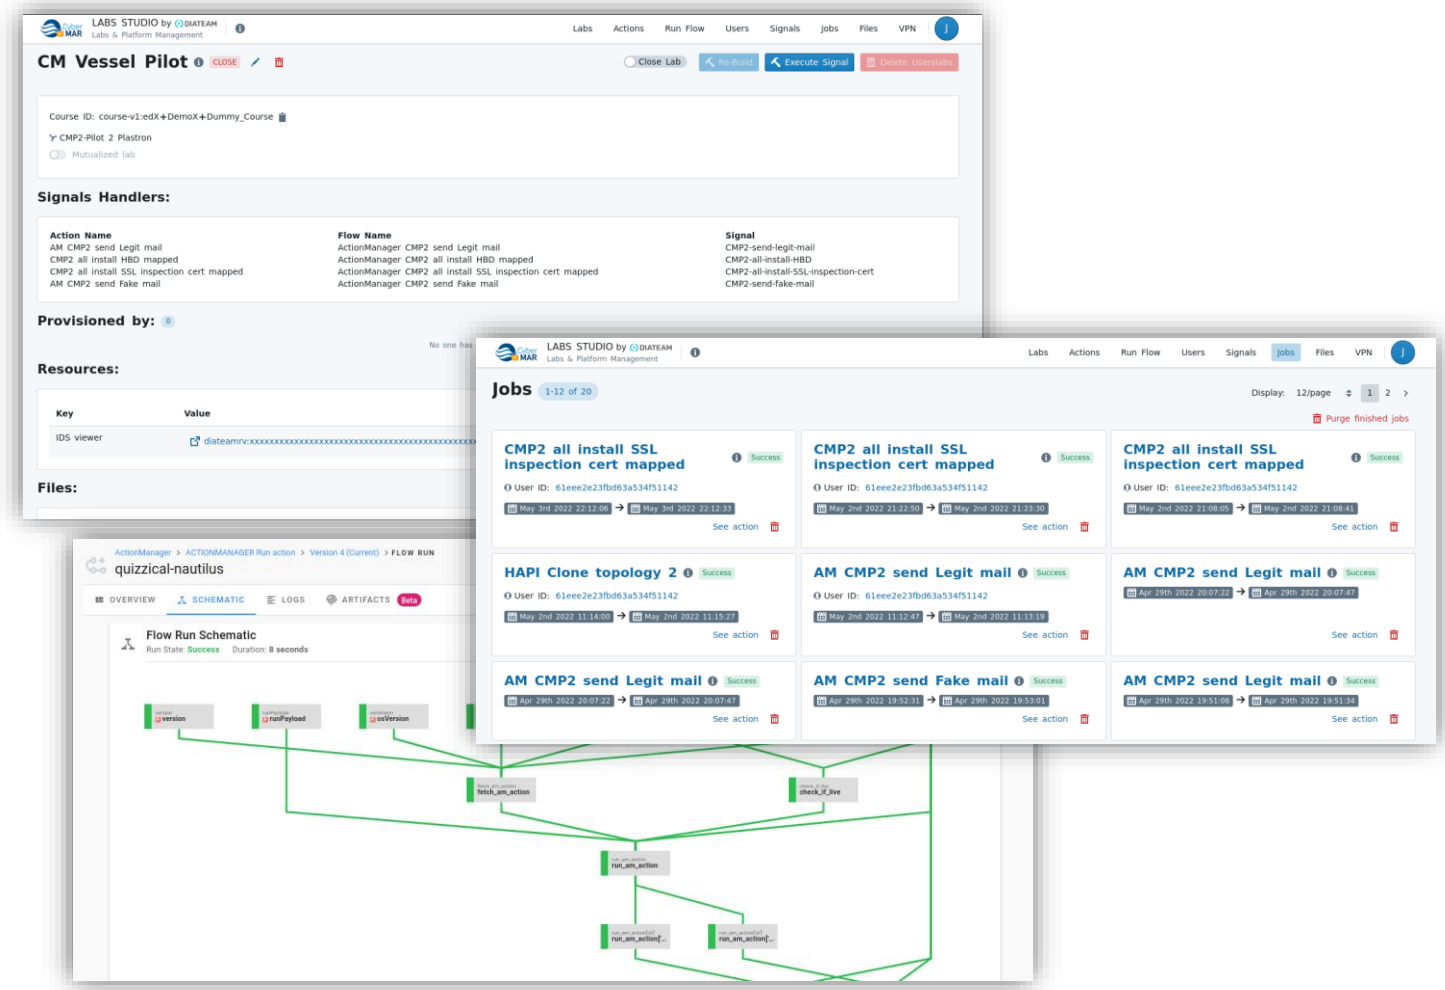 Cyber
MAR
LABS STUDIO by DIATEAM
Labs & Platform Management
Labs Actions Run Flow Users Signals Jobs Files VPN J
CM Vessel Pilot CLOSE
Close Lab Re-Build Execute Signal Delete Userslabs
Course ID: course-v1:edX+DemoX+Dummy_Course
CMP2-Pilot 2 Plastron
Mutualized lab
Signals Handlers:
Action Name Flow Name Signal
AM CMP2 send Legit mail ActionManager CMP2 send Legit mail CMP2-send-legit-mail
CMP2 all install HBD mapped ActionManager CMP2 all install HBD mapped CMP2-all-install-HBD
CMP2 all install SSL inspection cert mapped ActionManager CMP2 all install SSL inspection cert mapped CMP2-all-install-SSL-inspection-cert
AM CMP2 send Fake mail ActionManager CMP2 send Fake mail CMP2-send-fake-mail
Provisioned by: 0
No one has
Resources:
Key Value
IDS viewer
Files:
Cyber
MAR
LABS STUDIO by DIATEAM
Labs & Platform Management
Labs Actions Run Flow Users Signals Jobs Files VPN J
Jobs 1-12 of 20
Display: 12/page 1 2 >
Purge finished jobs
CMP2 all install SSL
inspection cert mapped Success
User ID: 61eee2e23fbd63a534f51142
May 3rd 2022 22:12:06 → May 3rd 2022 22:12:33
See action
CMP2 all install SSL
inspection cert mapped Success
User ID: 61eee2e23fbd63a534f51142
May 2nd 2022 21:22:50 → May 2nd 2022 21:23:30
See action
CMP2 all install SSL
inspection cert mapped Success
User ID: 61eee2e23fbd63a534f51142
May 2nd 2022 21:08:05 → May 2nd 2022 21:08:41
See action
HAPI Clone topology 2 Success
User ID: 61eee2e23fbd63a534f51142
May 2nd 2022 11:14:00 → May 2nd 2022 11:15:27
See action
AM CMP2 send Legit mail Success
User ID: 61eee2e23fbd63a534f51142
May 2nd 2022 11:12:47 → May 2nd 2022 11:13:19
See action
AM CMP2 send Legit mail Success
Apr 29th 2022 20:07:22 → Apr 29th 2022 20:07:47
See action
AM CMP2 send Legit mail Success
Apr 29th 2022 20:07:22 → Apr 29th 2022 20:07:47
See action
AM CMP2 send Fake mail Success
Apr 29th 2022 19:52:31 → Apr 29th 2022 19:53:01
See action
AM CMP2 send Legit mail Success
Apr 29th 2022 19:51:08 → Apr 29th 2022 19:51:34
See action
ActionManager > ACTIONMANAGER Run action > Version 4 (Current) > FLOW RUN
quizzical-nautilus
OVERVIEW SCHEMATIC LOGS ARTIFACTS Beta
Flow Run Schematic
Run State: Success Duration: 8 seconds
version
version
runPayload
runPayload
osVersion
osVersion
fetch_am_action
fetch_am_action
check_if_live
check_if_live
run_am_action
run_am_action
run_am_action['...
run_am_action['...